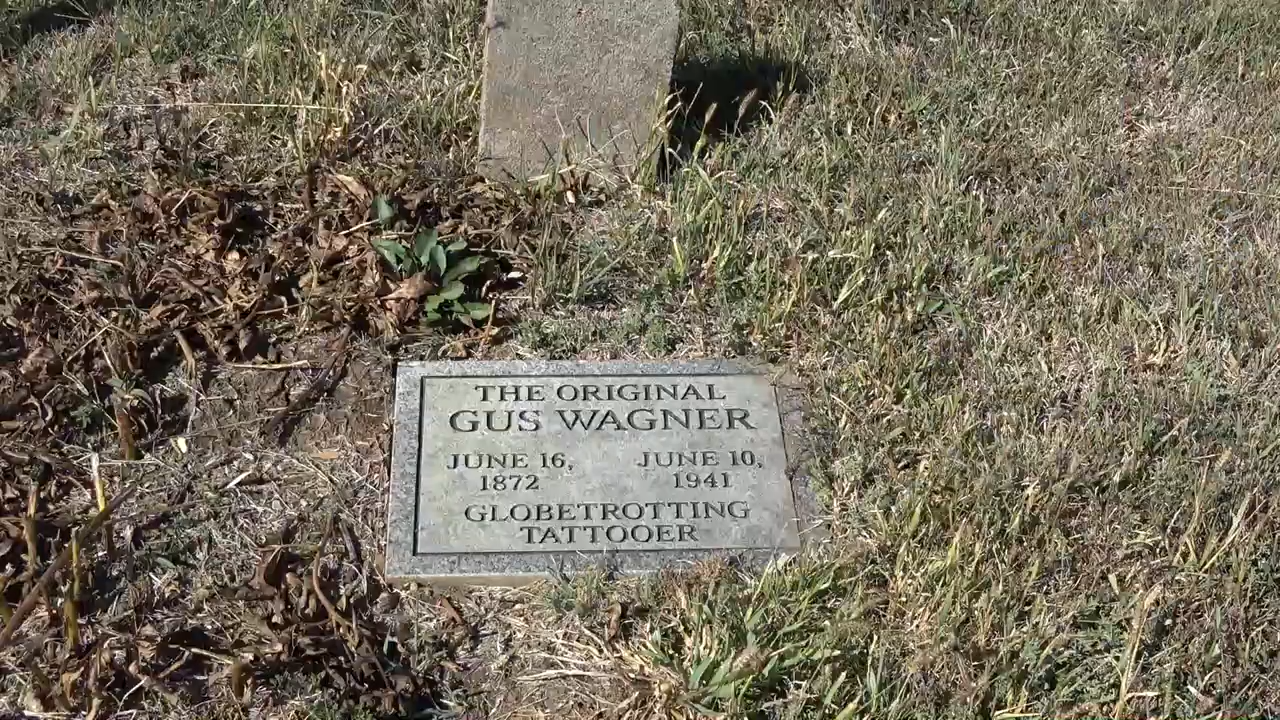 THE ORIGINAL
GUS WAGNER
JUNE 16, JUNE 10,
1872 1941
GLOBETROTTING
TATTOOER